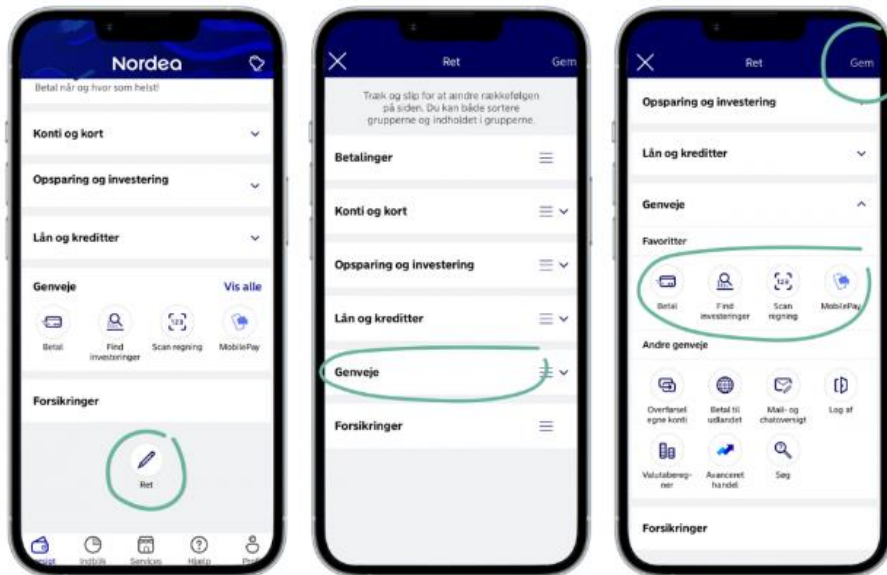 Nordea
Betal når og hvor som helst!
Konti og kort
Opsparing og investering
Lån og kreditter
Genveje
Vis alle
Betal
Find
investeringer
Scan regning
MobilePay
Forsikringer
Ret
Indblik
Services
Hjælp
Ret
Gem
Træk og slip for at ændre rækkefølgen
på siden. Du kan både sortere
grupperne og indholdet i grupperne.
Betalinger
Konti og kort
Opsparing og investering
Lån og kreditter
Genveje
Forsikringer
Ret
Gem
Opsparing og investering
Lån og kreditter
Genveje
Favoritter
Betal
Find
investeringer
Scan
regning
MobilePay
Andre genveje
Overførsel
egne konti
Betal til
udlandet
Mail- og
chatoversigt
Log af
Valutabereg-
ner
Avanceret
handel
Søg
Forsikringer